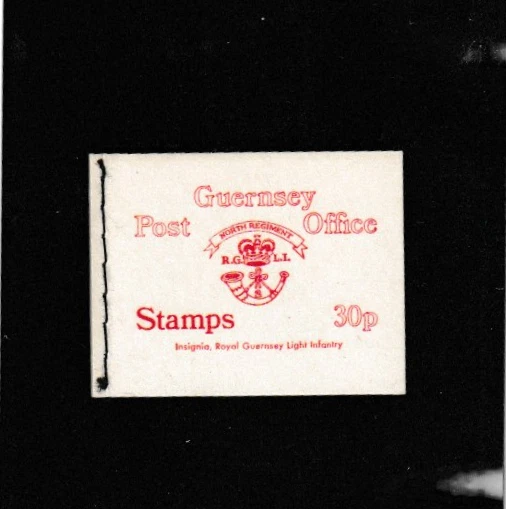 Guernsey
Post Office
NORTH REGIMENT
R.G. L.I.
Stamps 30p
Insignia, Royal Guernsey Light Infantry